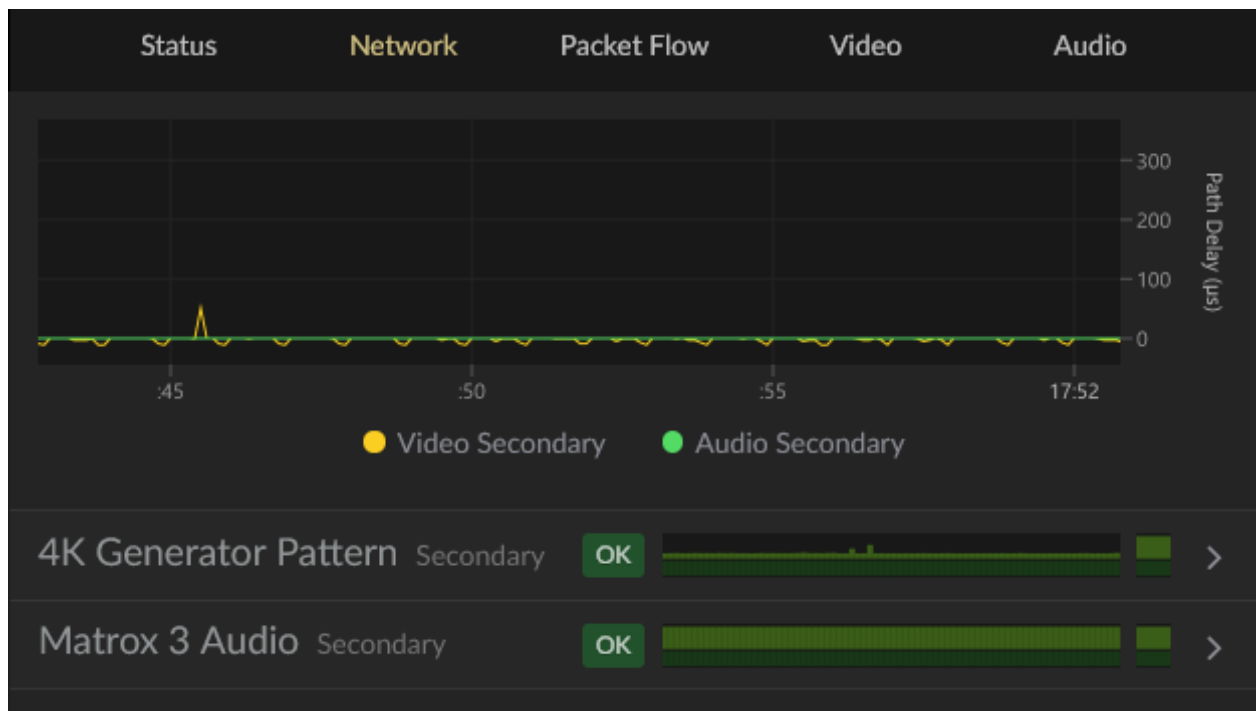 Status Network Packet Flow Video Audio
300
200
100
0
Path Delay (µs)
:45 :50 :55 17:52
Video Secondary Audio Secondary
4K Generator Pattern Secondary OK
Matrox 3 Audio Secondary OK